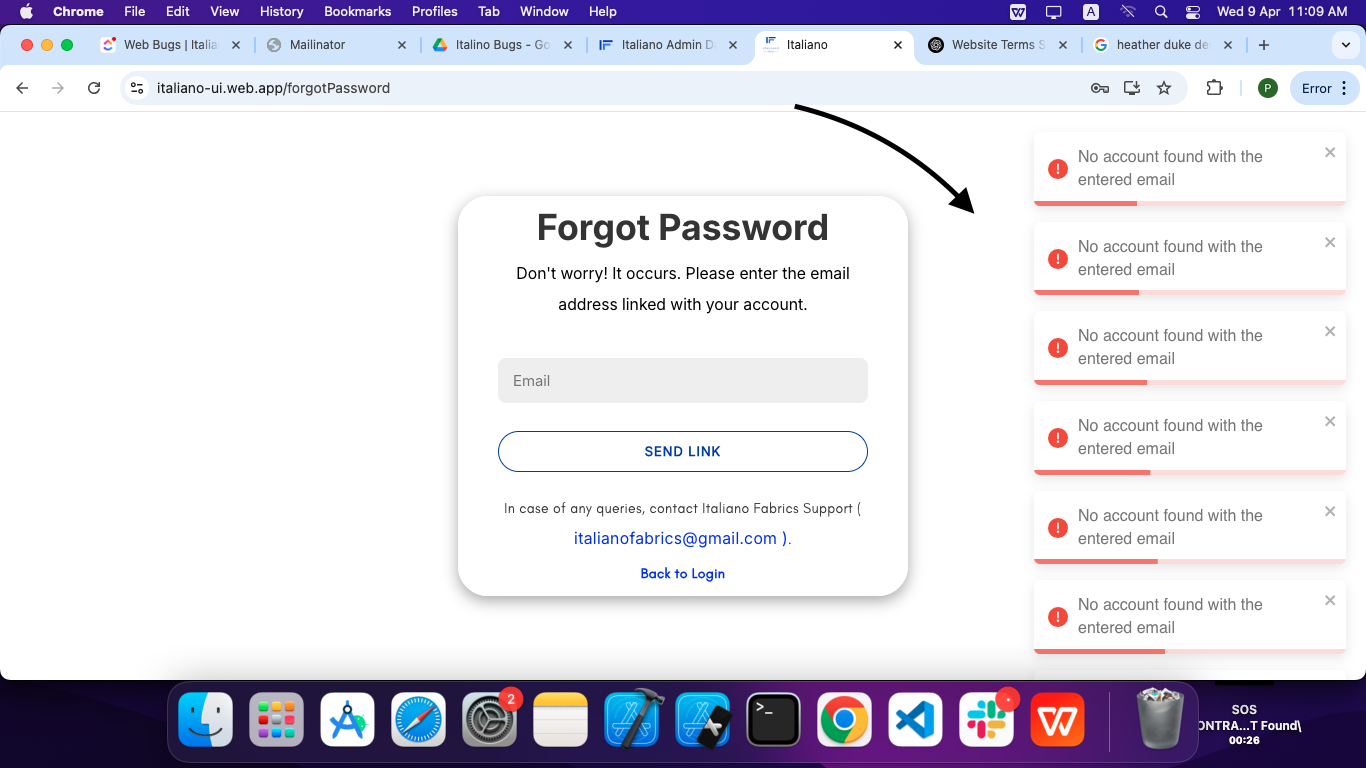 Chrome File Edit View History Bookmarks Profiles Tab Window Help A Wed 9 Apr 11:09 AM
Web Bugs | Italia Mailinator Italino Bugs - Go Italiano Admin D Italiano Website Terms S heather duke de
italiano-ui.web.app/forgotPassword P Error
No account found with the
entered email
No account found with the
entered email
No account found with the
entered email
No account found with the
entered email
No account found with the
entered email
No account found with the
entered email
Forgot Password
Don't worry! It occurs. Please enter the email
address linked with your account.
Email
SEND LINK
In case of any queries, contact Italiano Fabrics Support (
italianofabrics@gmail.com ).
Back to Login
2
SOS
ONTRA...T Found\
00:26